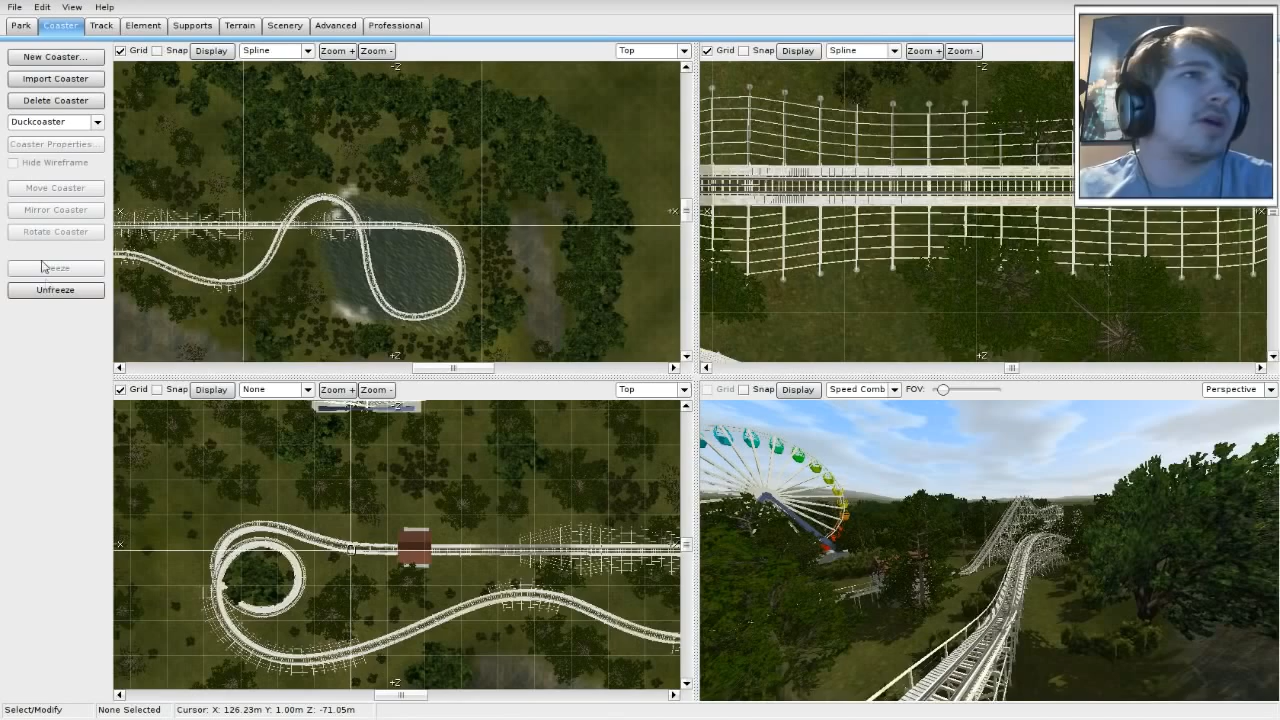 File Edit View Help
Park Coaster Track Element Supports Terrain Scenery Advanced Professional
New Coaster...
Import Coaster
Delete Coaster
Duckcoaster
Coaster Properties...
Hide Wireframe
Move Coaster
Mirror Coaster
Rotate Coaster
Unfreeze
Grid Snap Display Spline Zoom + Zoom - Top
-Z
+X
+Z
Grid Snap Display Spline Zoom + Zoom -
-Z
+Z
Grid Snap Display None Zoom + Zoom - Top
-Z
+Z
Grid Snap Display Speed Comb FOV: Perspective
Select/Modify None Selected Cursor: X: 126.23m Y: 1.00m Z: -71.05m